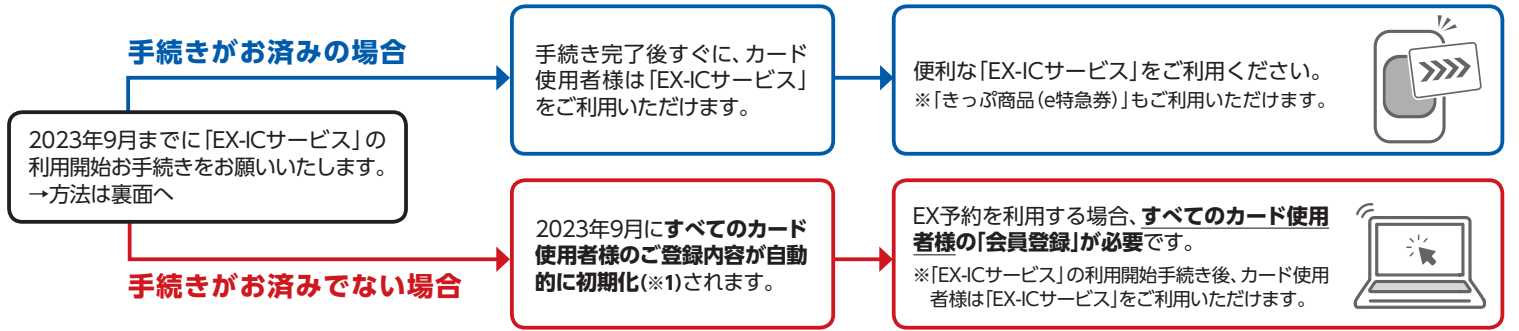 手続きがお済みの場合
手続き完了後すぐに、カード
使用者様は「EX-ICサービス」
をご利用いただけます。
便利な「EX-ICサービス」をご利用ください。
※「きっぷ商品(e特急券)」もご利用いただけます。
2023年9月までに「EX-ICサービス」の
利用開始お手続きをお願いいたします。
→方法は裏面へ
手続きがお済みでない場合
2023年9月にすべてのカード
使用者様のご登録内容が自動
的に初期化(※1)されます。
EX予約を利用する場合、すべてのカード使用
者様の「会員登録」が必要です。
※「EX-ICサービス」の利用開始手続き後、カード使用
者様は「EX-ICサービス」をご利用いただけます。